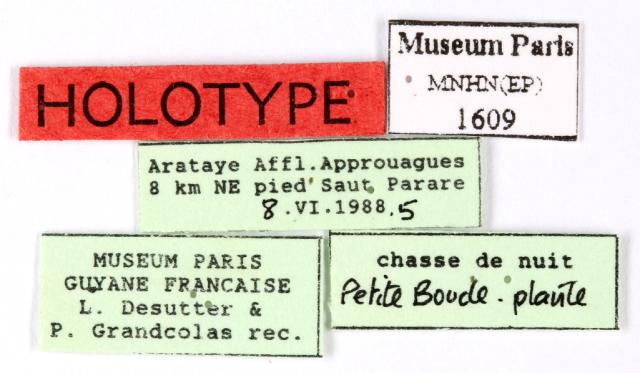 HOLOTYPE
Museum Paris
MNHN(EP)
1609
Arataye Affl.Approuagues
8 km NE pied Saut Parare
8.VI.1988.5
MUSEUM PARIS
GUYANE FRANCAISE
L. Desutter &
P. Grandcolas rec.
chasse de nuit
Petite Boucle. plante